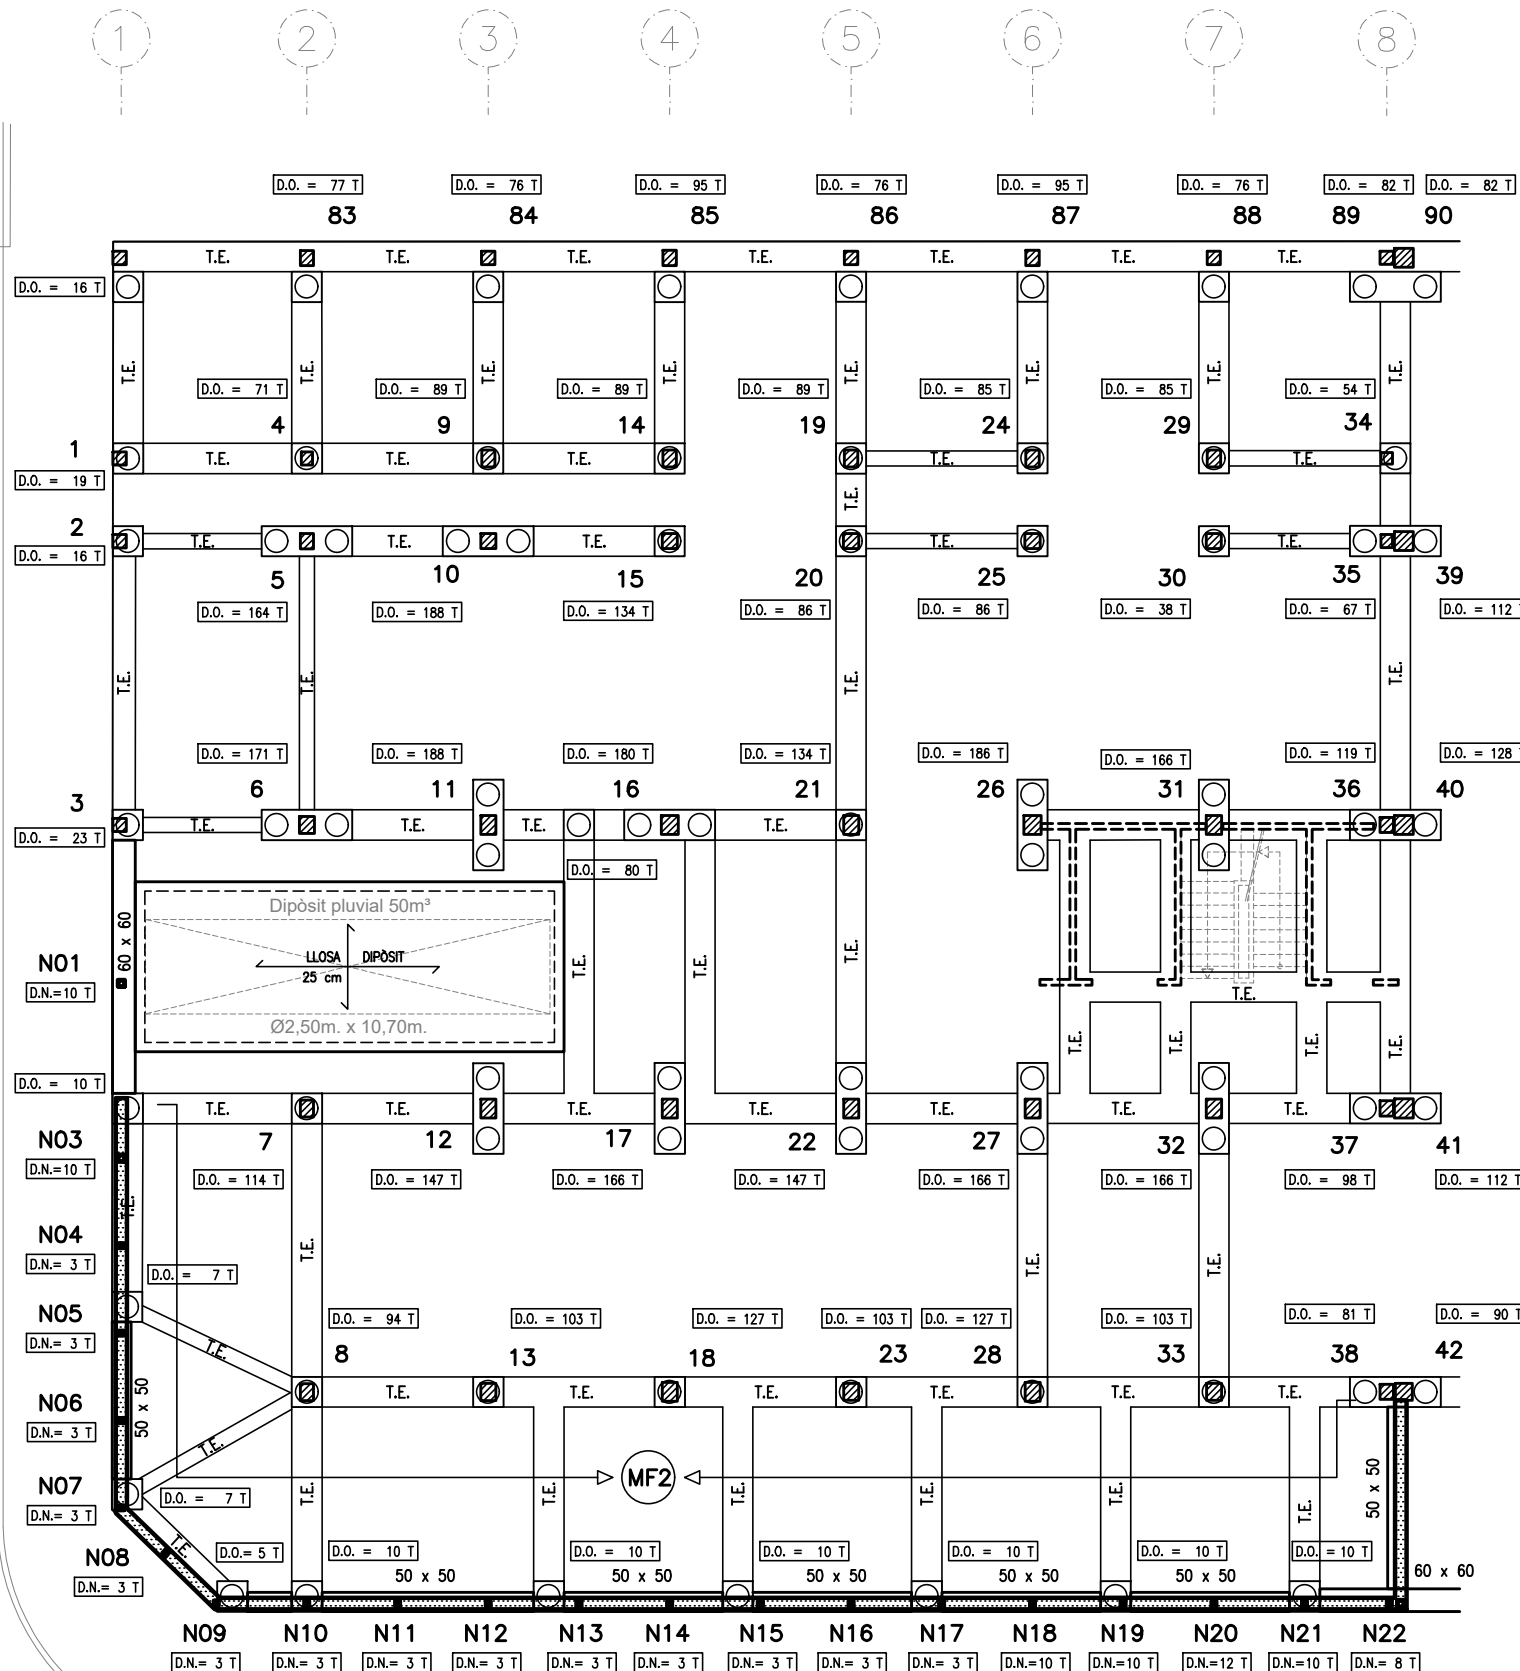 1 2 3 4 5 6 7 8
D.O. = 77 T D.O. = 76 T D.O. = 95 T D.O. = 76 T D.O. = 95 T D.O. = 76 T D.O. = 82 T D.O. = 82 T
83 84 85 86 87 88 89 90
T.E. T.E. T.E. T.E. T.E. T.E. T.E.
D.O. = 16 T
T.E. T.E. T.E. T.E. T.E. T.E. T.E. T.E.
D.O. = 71 T D.O. = 89 T D.O. = 89 T D.O. = 89 T D.O. = 85 T D.O. = 85 T D.O. = 54 T
4 9 14 19 24 29 34
1
T.E. T.E. T.E. T.E. T.E.
D.O. = 19 T
T.E.
2
T.E. T.E. T.E. T.E. T.E.
D.O. = 16 T
5 10 15 20 25 30 35 39
D.O. = 164 T D.O. = 188 T D.O. = 134 T D.O. = 86 T D.O. = 86 T D.O. = 38 T D.O. = 67 T D.O. = 112 T
T.E. T.E. T.E. T.E.
D.O. = 171 T D.O. = 188 T D.O. = 180 T D.O. = 134 T D.O. = 186 T D.O. = 166 T D.O. = 119 T D.O. = 128 T
6 11 16 21 26 31 36 40
3
T.E. T.E. T.E. T.E.
D.O. = 23 T
D.O. = 80 T
Dipòsit pluvial 50m³
60 x 60
LLOSA DIPÒSIT
25 cm
Ø2,50m. x 10,70m.
N01
D.N.=10 T
T.E. T.E. T.E. T.E.
T.E. T.E. T.E. T.E.
D.O. = 10 T
T.E. T.E. T.E. T.E. T.E. T.E. T.E.
N03
D.N.=10 T
7 12 17 22 27 32 37 41
D.O. = 114 T D.O. = 147 T D.O. = 166 T D.O. = 147 T D.O. = 166 T D.O. = 166 T D.O. = 98 T D.O. = 112 T
T.E.
N04
D.N.= 3 T
T.E. T.E. T.E.
D.O. = 7 T
N05
D.N.= 3 T
D.O. = 94 T D.O. = 103 T D.O. = 127 T D.O. = 103 T D.O. = 127 T D.O. = 103 T D.O. = 81 T D.O. = 90 T
8 13 18 23 28 33 38 42
T.E.
T.E. T.E. T.E. T.E. T.E. T.E.
N06
D.N.= 3 T
50 x 50
T.E.
MF2
N07
D.N.= 3 T
D.O. = 7 T
T.E. T.E. T.E. T.E. T.E. T.E.
50 x 50
N08
D.N.= 3 T
T.E.
D.O.= 5 T D.O. = 10 T D.O. = 10 T D.O. = 10 T D.O. = 10 T D.O. = 10 T D.O. = 10 T
50 x 50 50 x 50 50 x 50 50 x 50 50 x 50 60 x 60
N09 N10 N11 N12 N13 N14 N15 N16 N17 N18 N19 N20 N21 N22
D.N.= 3 T D.N.= 3 T D.N.= 3 T D.N.= 3 T D.N.= 3 T D.N.= 3 T D.N.= 3 T D.N.= 3 T D.N.= 3 T D.N.=10 T D.N.=10 T D.N.=12 T D.N.=10 T D.N.= 8 T